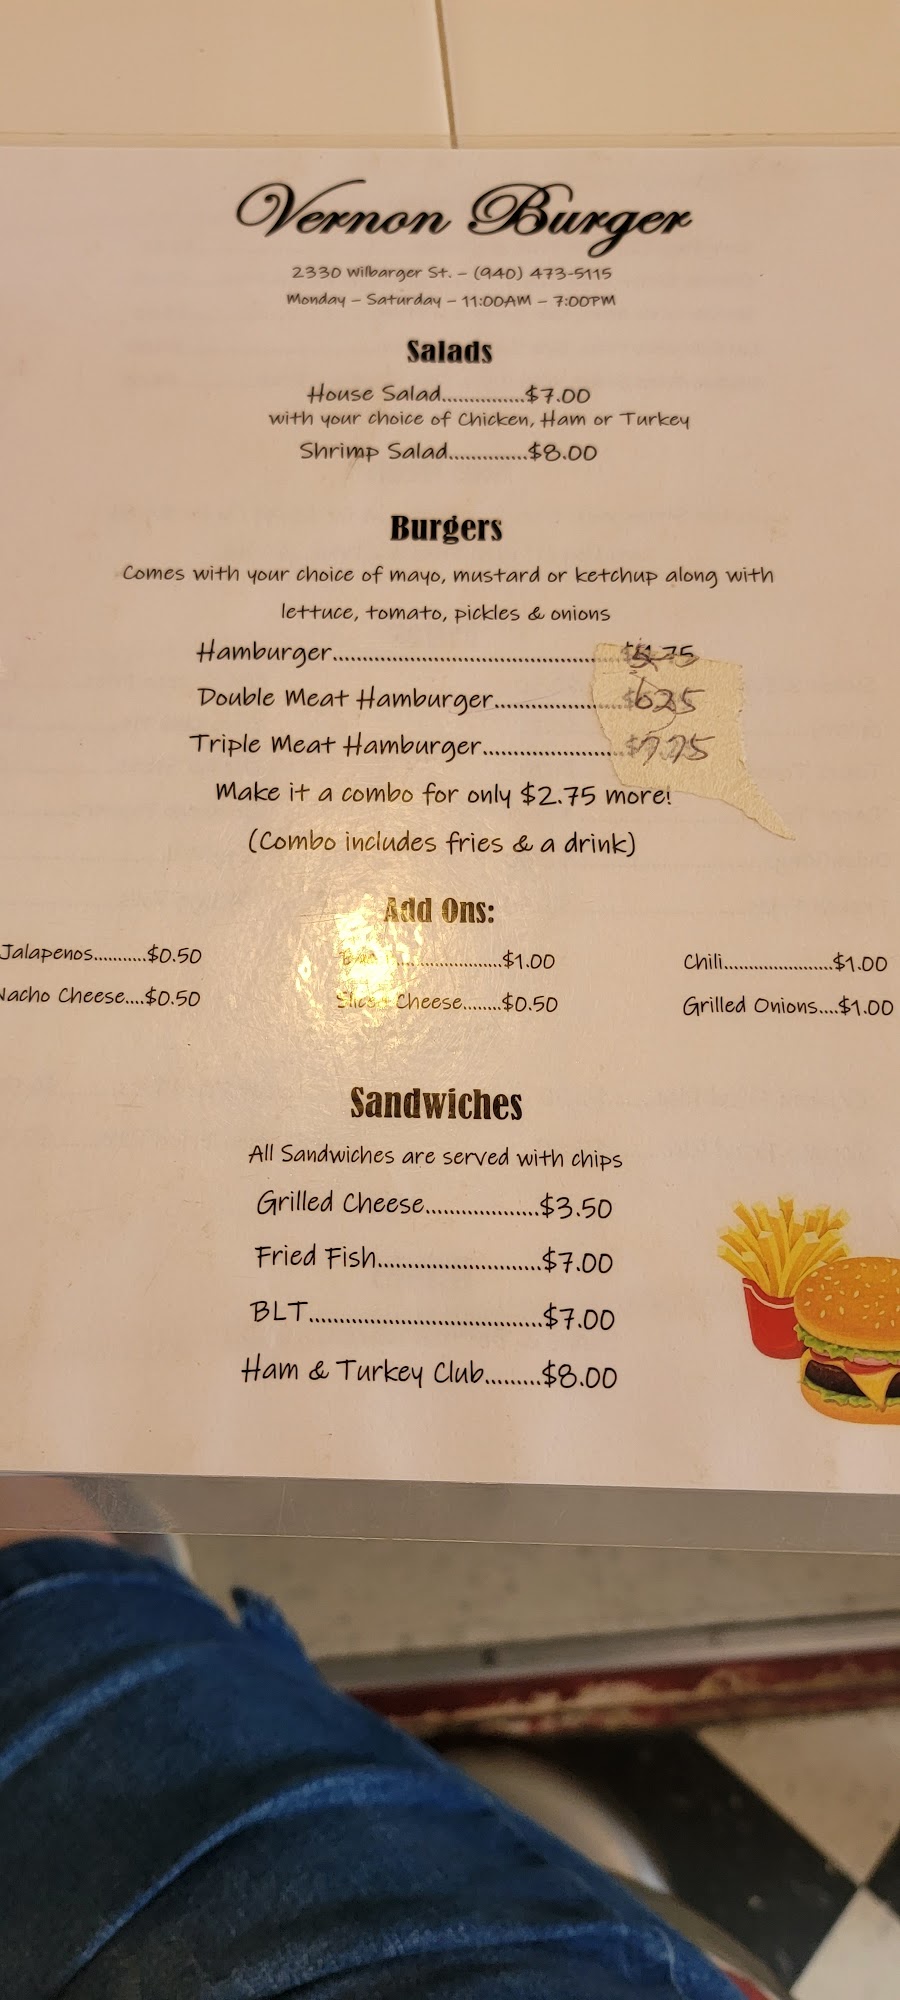 Vernon Burger
2330 Wilbarger St. – (940) 473-5115
Monday – Saturday – 11:00AM – 7:00PM
Salads
House Salad...............$7.00
with your choice of Chicken, Ham or Turkey
Shrimp Salad..............$8.00
Burgers
Comes with your choice of mayo, mustard or ketchup along with
lettuce, tomato, pickles & onions
Hamburger
Double Meat Hamburger 6.25
Triple Meat Hamburger
Make it a combo for only $2.75 more!
(Combo includes fries & a drink)
Add Ons:
Jalapenos..........$0.50 $1.00 Chili......................$1.00
Nacho Cheese....$0.50 Cheese........$0.50 Grilled Onions....$1.00
Sandwiches
All Sandwiches are served with chips
Grilled Cheese....................$3.50
Fried Fish.............................$7.00
BLT.........................................$7.00
Ham & Turkey Club..........$8.00